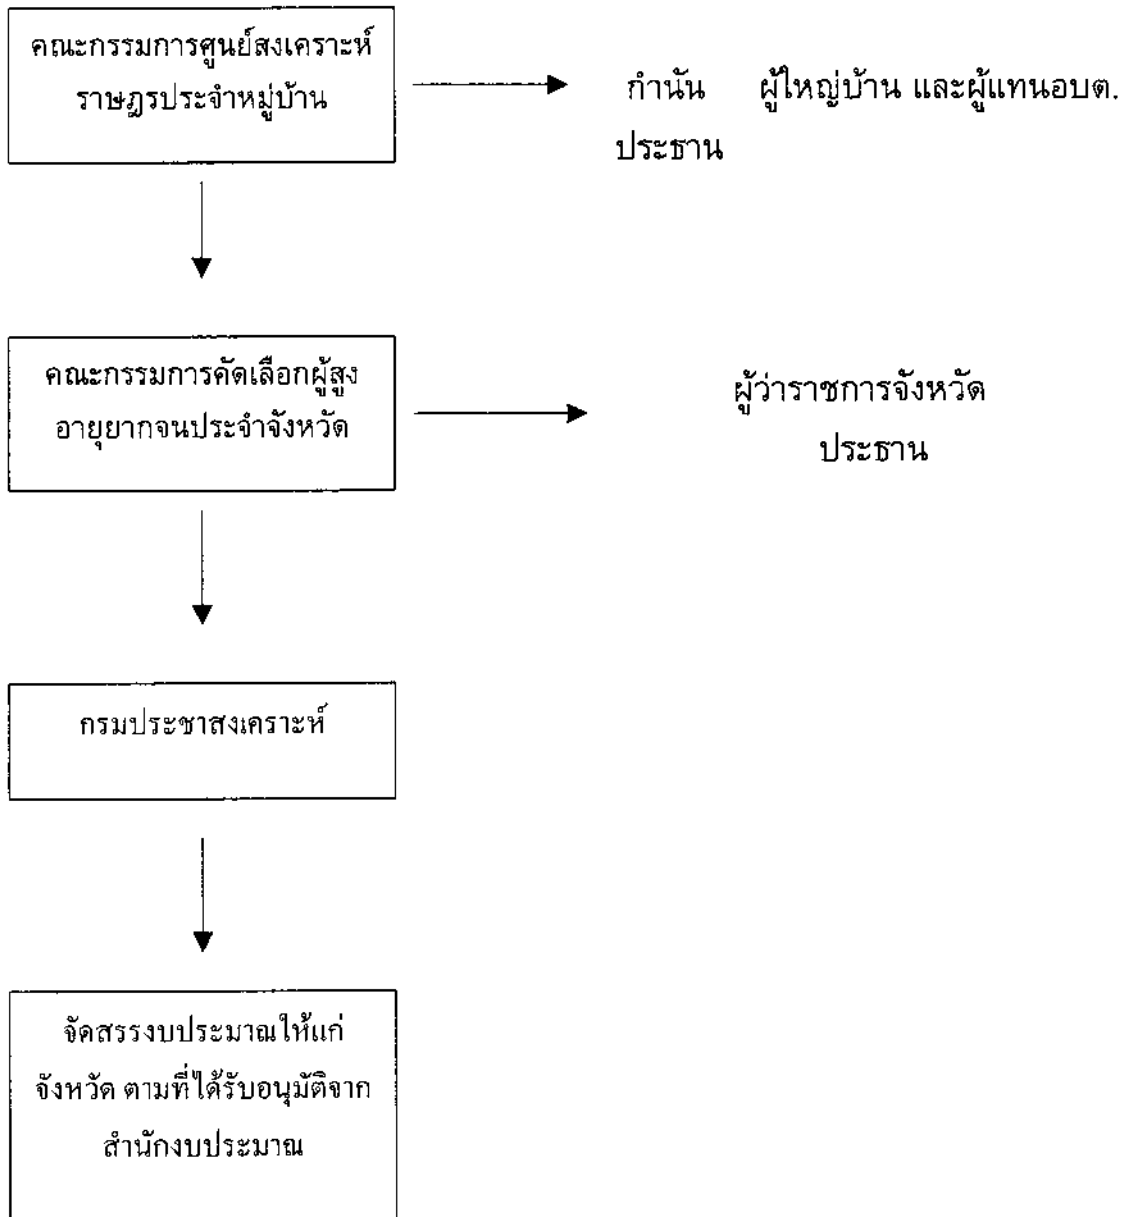 คณะกรรมการศูนย์สงเคราะห์
ราษฎรประจำหมู่บ้าน
กำนัน ผู้ใหญ่บ้าน และผู้แทนอบต.
ประธาน
คณะกรรมการคัดเลือกผู้สูง
อายุยากจนประจำจังหวัด
ผู้ว่าราชการจังหวัด
ประธาน
กรมประชาสงเคราะห์
จัดสรรงบประมาณให้แก่
จังหวัด ตามที่ได้รับอนุมัติจาก
สำนักงบประมาณ